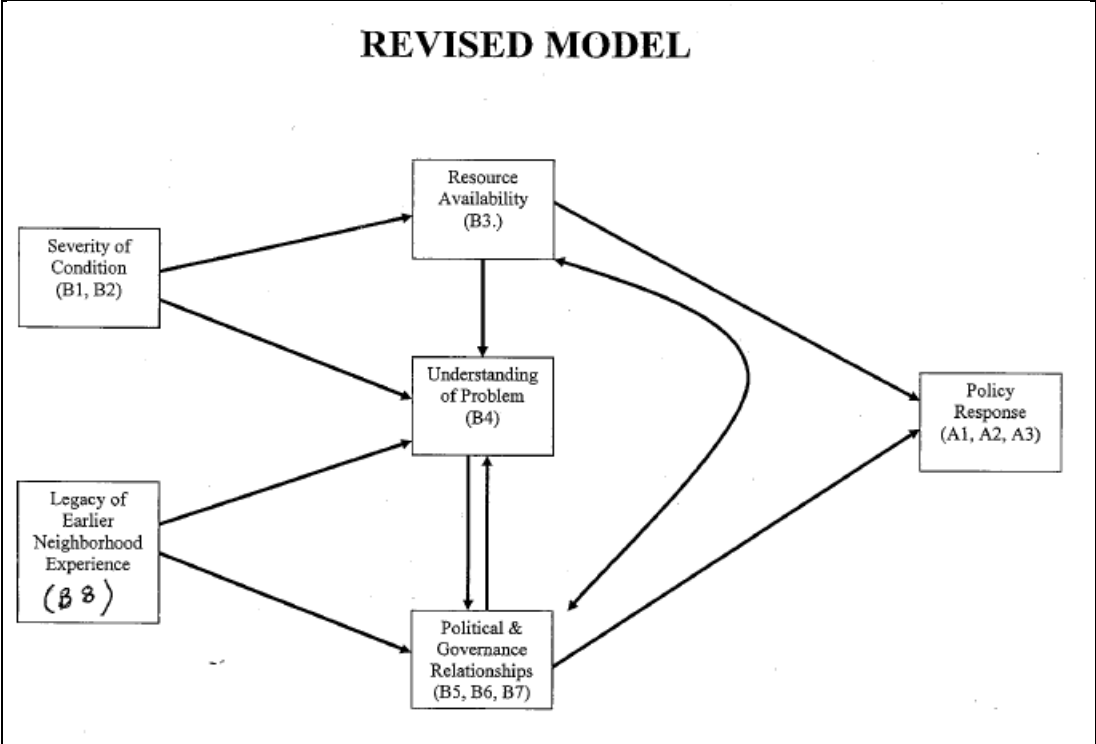 REVISED MODEL
Resource
Availability
(B3.)
Severity of
Condition
(B1, B2)
Understanding
of Problem
(B4)
Policy
Response
(A1, A2, A3)
Legacy of
Earlier
Neighborhood
Experience
(B8)
Political &
Governance
Relationships
(B5, B6, B7)